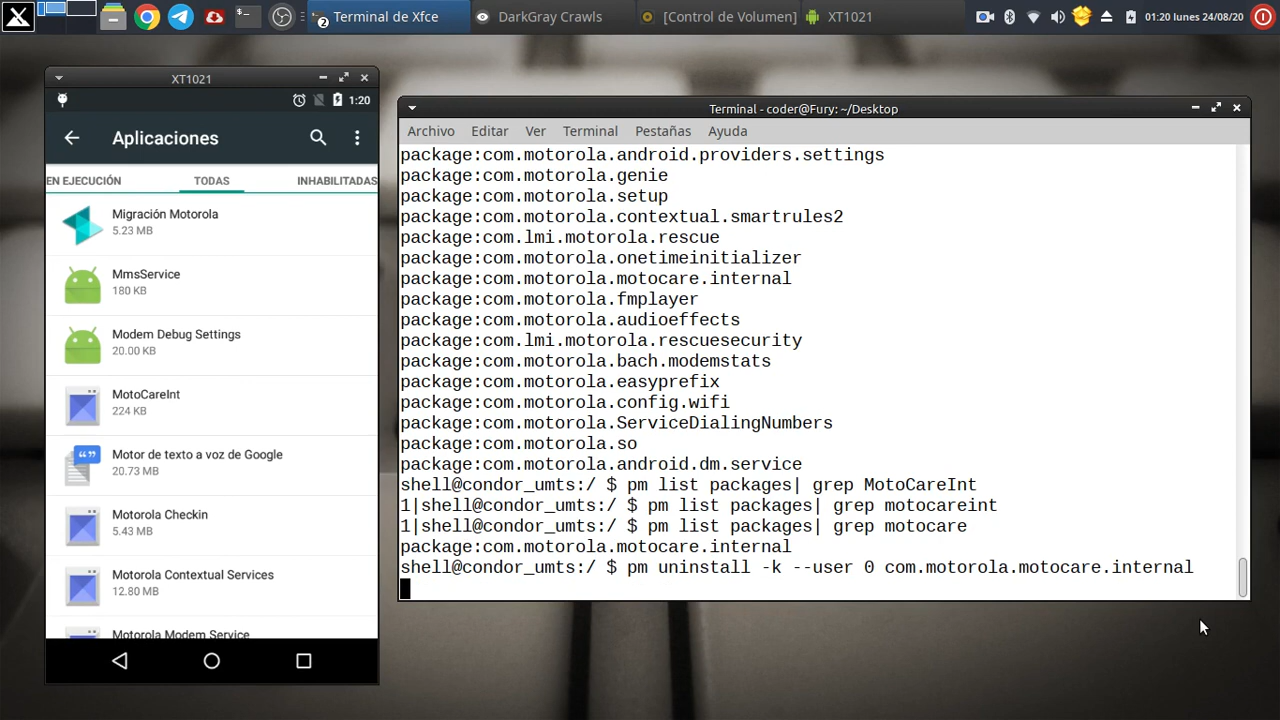 Terminal de Xfce
2
DarkGray Crawls
[Control de Volumen]
XT1021
01:20 lunes 24/08/20
XT1021
1:20
Aplicaciones
EN EJECUCIÓN
TODAS
INHABILITADAS
Migración Motorola
5.23 MB
MmsService
180 KB
Modem Debug Settings
20.00 KB
MotoCareInt
224 KB
Motor de texto a voz de Google
20.73 MB
Motorola Checkin
5.43 MB
Motorola Contextual Services
12.80 MB
Motorola Modem Service
Terminal - coder@Fury: ~/Desktop
Archivo Editar Ver Terminal Pestañas Ayuda
package:com.motorola.android.providers.settings
package:com.motorola.genie
package:com.motorola.setup
package:com.motorola.contextual.smartrules2
package:com.lmi.motorola.rescue
package:com.motorola.onetimeinitializer
package:com.motorola.motocare.internal
package:com.motorola.fmplayer
package:com.motorola.audioeffects
package:com.lmi.motorola.rescuesecurity
package:com.motorola.bach.modemstats
package:com.motorola.easyprefix
package:com.motorola.config.wifi
package:com.motorola.ServiceDialingNumbers
package:com.motorola.so
package:com.motorola.android.dm.service
shell@condor_umts:/ $ pm list packages| grep MotoCareInt
1|shell@condor_umts:/ $ pm list packages| grep motocareint
1|shell@condor_umts:/ $ pm list packages| grep motocare
package:com.motorola.motocare.internal
shell@condor_umts:/ $ pm uninstall -k --user 0 com.motorola.motocare.internal